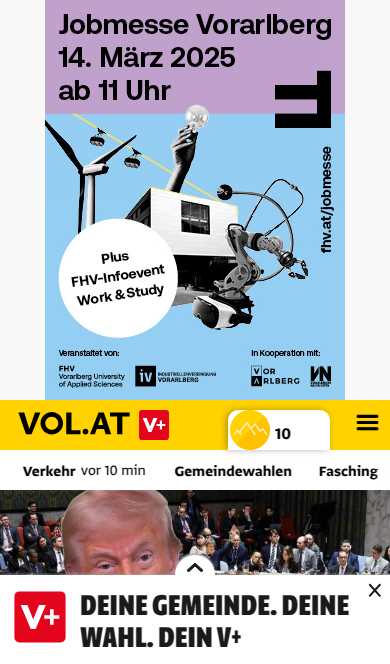 Jobmesse Vorarlberg
14. März 2025
ab 11 Uhr
fhv.at/jobmesse
Plus
FHV-Infoevent
Work & Study
Veranstaltet von:
FHV
Vorarlberg University
of Applied Sciences
iV INDUSTRIELLENVEREINIGUNG
VORARLBERG
In Kooperation mit:
VOR
ARLBERG
VOL.AT V+
10
Verkehr vor 10 min Gemeindewahlen Fasching
V+
DEINE GEMEINDE. DEINE
WAHL. DEIN V+